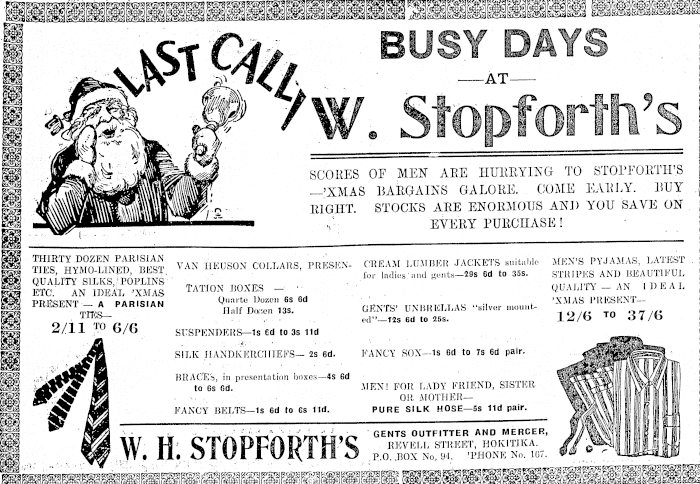 LAST CALL!
BUSY DAYS
—AT—
W. Stopforth's
SCORES OF MEN ARE HURRYING TO STOPFORTH'S
—'XMAS BARGAINS GALORE. COME EARLY. BUY
RIGHT. STOCKS ARE ENORMOUS AND YOU SAVE ON
EVERY PURCHASE!
THIRTY DOZEN PARISIAN
TIES, HYMO-LINED, BEST
QUALITY SILKS, POPLINS
ETC. AN IDEAL 'XMAS
PRESENT — A PARISIAN
TIES—
2/11 TO 6/6
VAN HEUSON COLLARS, PRESEN-
TATION BOXES —
Quarte Dozen 6s 6d
Half Dozen 13s.
SUSPENDERS—1s 6d to 3s 11d
SILK HANDKERCHIEFS— 2s 6d.
BRACES, in presentation boxes—4s 6d
to 6s 6d.
FANCY BELTS—1s 6d to 6s 11d.
CREAM LUMBER JACKETS suitable
for ladies and gents—29s 6d to 35s.
GENTS' UNBRELLAS "silver mount-
ed"—12s 6d to 25s.
FANCY SOX—1s 6d to 7s 6d pair.
MEN! FOR LADY FRIEND, SISTER
OR MOTHER—
PURE SILK HOSE—5s 11d pair.
MEN'S PYJAMAS, LATEST
STRIPES AND BEAUTIFUL
QUALITY — AN IDEAL
'XMAS PRESENT—
12/6 TO 37/6
W. H. STOPFORTH'S
GENTS OUTFITTER AND MERCER,
REVELL STREET, HOKITIKA.
P.O. BOX No, 94. 'PHONE No. 167.